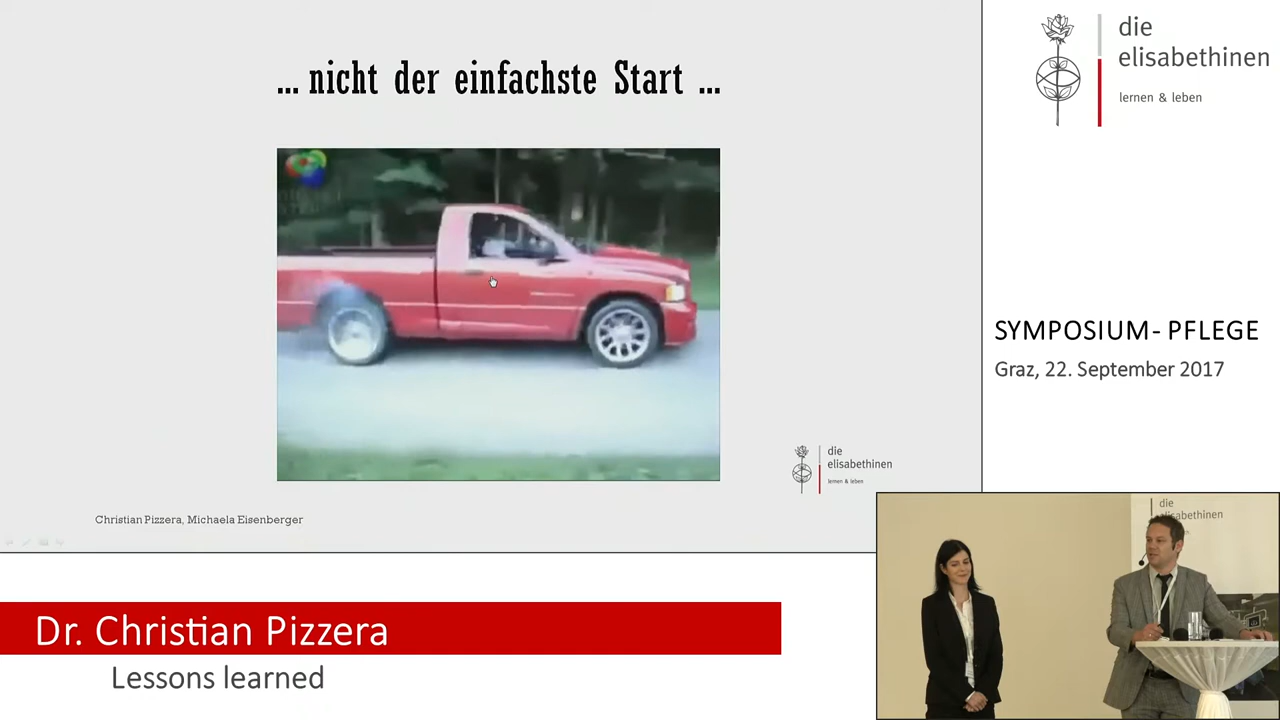 ... nicht der einfachste Start ...
die
elisabethinen
lernen & leben
Christian Pizzera, Michaela Eisenberger
die
elisabethinen
lernen & leben
SYMPOSIUM- PFLEGE
Graz, 22. September 2017
die
elisabethinen
Dr. Christian Pizzera
Lessons learned